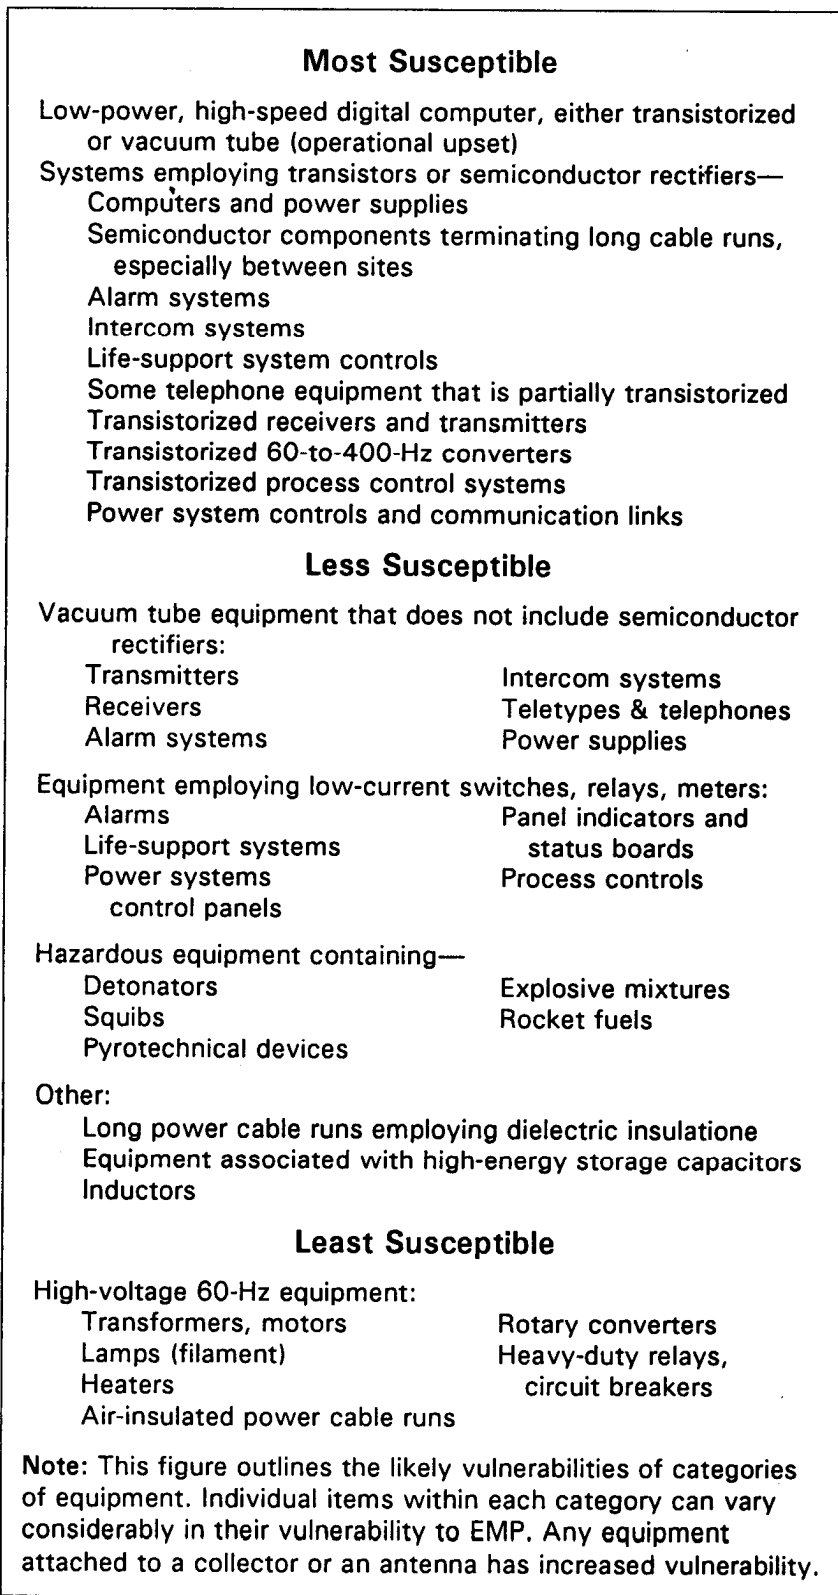 Most Susceptible
Low-power, high-speed digital computer, either transistorized
or vacuum tube (operational upset)
Systems employing transistors or semiconductor rectifiers—
Computers and power supplies
Semiconductor components terminating long cable runs,
especially between sites
Alarm systems
Intercom systems
Life-support system controls
Some telephone equipment that is partially transistorized
Transistorized receivers and transmitters
Transistorized 60-to-400-Hz converters
Transistorized process control systems
Power system controls and communication links
Less Susceptible
Vacuum tube equipment that does not include semiconductor
rectifiers:
Transmitters
Receivers
Alarm systems
Intercom systems
Teletypes & telephones
Power supplies
Equipment employing low-current switches, relays, meters:
Alarms
Life-support systems
Power systems
control panels
Panel indicators and
status boards
Process controls
Hazardous equipment containing—
Detonators
Squibs
Pyrotechnical devices
Explosive mixtures
Rocket fuels
Other:
Long power cable runs employing dielectric insulatione
Equipment associated with high-energy storage capacitors
Inductors
Least Susceptible
High-voltage 60-Hz equipment:
Transformers, motors
Lamps (filament)
Heaters
Air-insulated power cable runs
Rotary converters
Heavy-duty relays,
circuit breakers
Note: This figure outlines the likely vulnerabilities of categories
of equipment. Individual items within each category can vary
considerably in their vulnerability to EMP. Any equipment
attached to a collector or an antenna has increased vulnerability.